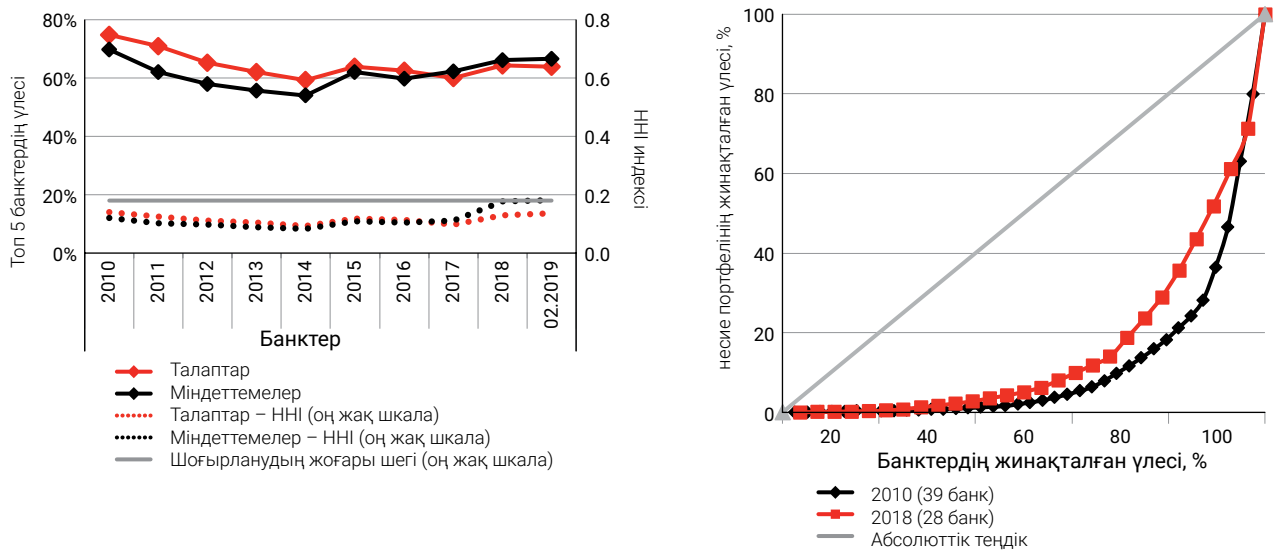 Топ 5 банктердің үлесі
80%
60%
40%
20%
0%
0.8
0.6
0.4
0.2
0.0
HHI индексі
2010
2011
2012
2013
2014
2015
2016
2017
2018
02.2019
Банктер
Талаптар
Міндеттемелер
Талаптар – HHI (оң жақ шкала)
Міндеттемелер – HHI (оң жақ шкала)
Шоғырланудың жоғары шегі (оң жақ шкала)
несие портфелінің жинақталған үлесі, %
100
80
60
40
20
0
20
40
60
80
100
Банктердің жинақталған үлесі, %
2010 (39 банк)
2018 (28 банк)
Абсолюттік теңдік